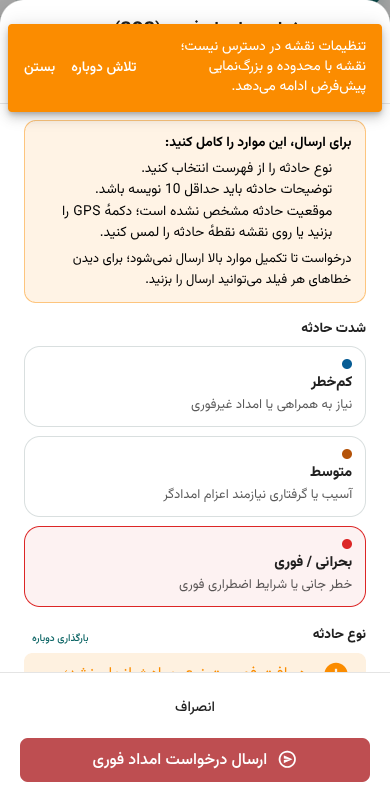 تنظیمات نقشه در دسترس نیست؛
نقشه با محدوده و بزرگ‌نمایی
پیش‌فرض ادامه می‌دهد.
تلاش دوباره
بستن
برای ارسال، این موارد را کامل کنید:
نوع حادثه را از فهرست انتخاب کنید.
توضیحات حادثه باید حداقل 10 نویسه باشد.
موقعیت حادثه مشخص نشده است؛ دکمهٔ GPS را
بزنید یا روی نقشه نقطهٔ حادثه را لمس کنید.
درخواست تا تکمیل موارد بالا ارسال نمی‌شود؛ برای دیدن
خطاهای هر فیلد می‌توانید ارسال را بزنید.
شدت حادثه
کم‌خطر
نیاز به همراهی یا امداد غیرفوری
متوسط
آسیب یا گرفتاری نیازمند اعزام امدادگر
بحرانی / فوری
خطر جانی یا شرایط اضطراری فوری
نوع حادثه
بارگذاری دوباره
انصراف
ارسال درخواست امداد فوری